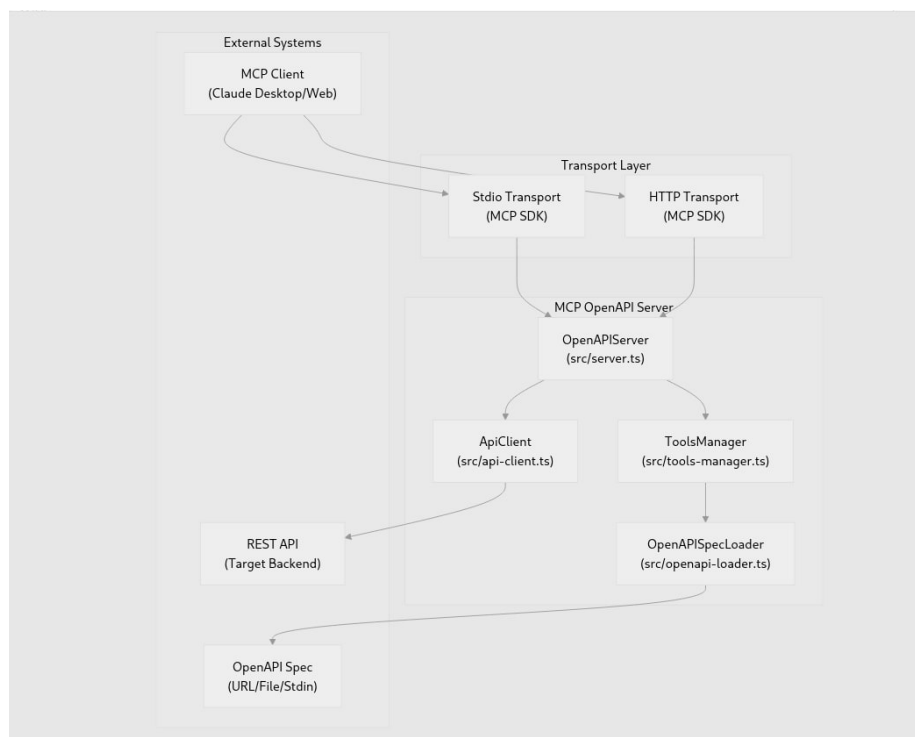 External Systems
MCP Client
(Claude Desktop/Web)
Transport Layer
Stdio Transport
(MCP SDK)
HTTP Transport
(MCP SDK)
MCP OpenAPI Server
OpenAPIServer
(src/server.ts)
ApiClient
(src/api-client.ts)
ToolsManager
(src/tools-manager.ts)
REST API
(Target Backend)
OpenAPISpecLoader
(src/openapi-loader.ts)
OpenAPI Spec
(URL/File/Stdin)